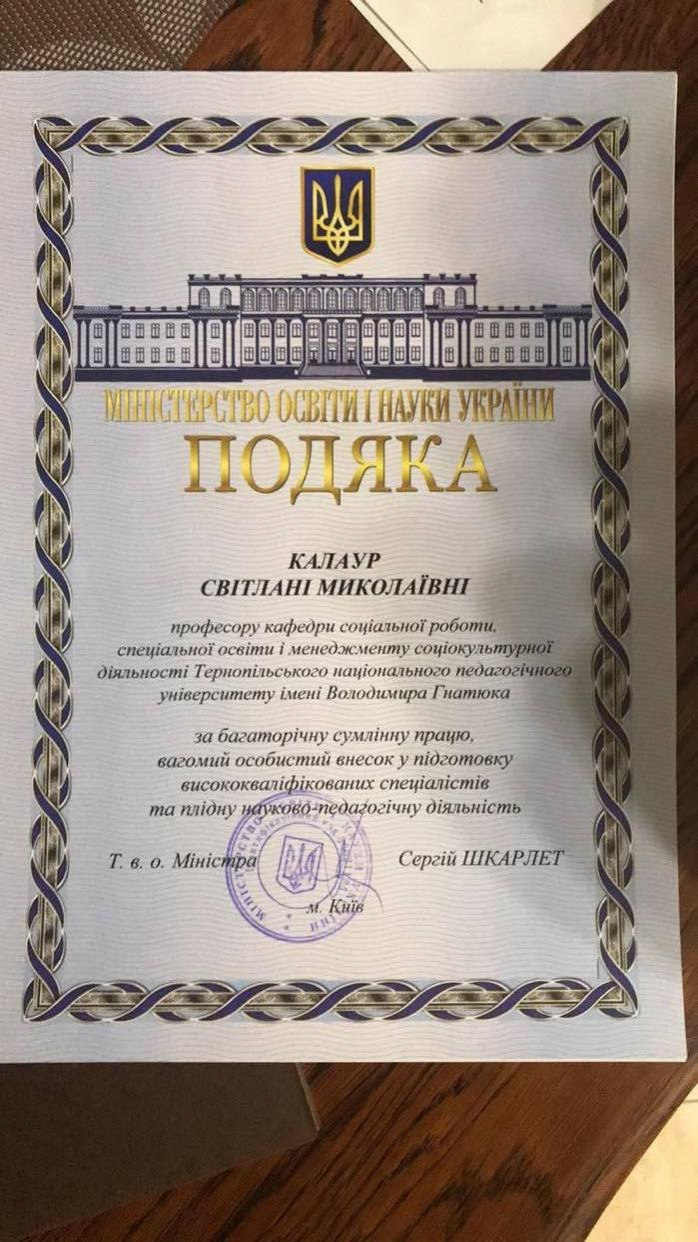 МІНІСТЕРСТВО ОСВІТИ І НАУКИ УКРАЇНИ
ПОДЯКА
КАЛАУР
СВІТЛАНІ МИКОЛАЇВНІ
професору кафедри соціальної роботи,
спеціальної освіти і менеджменту соціокультурної
діяльності Тернопільського національного педагогічного
університету імені Володимира Гнатюка
за багаторічну сумлінну працю,
вагомий особистий внесок у підготовку
висококваліфікованих спеціалістів
та плідну науково-педагогічну діяльність
Т. в. о. Міністра
Сергій ШКАРЛЕТ
м. Київ